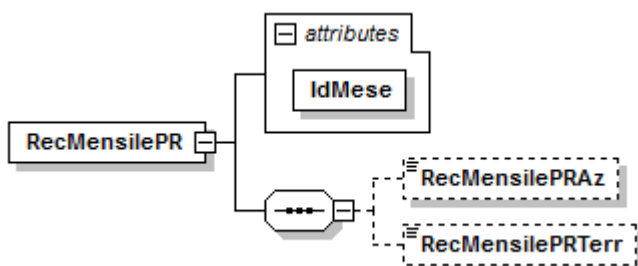 attributes
IdMese
RecMensilePR
RecMensilePRAz
RecMensilePRTerr